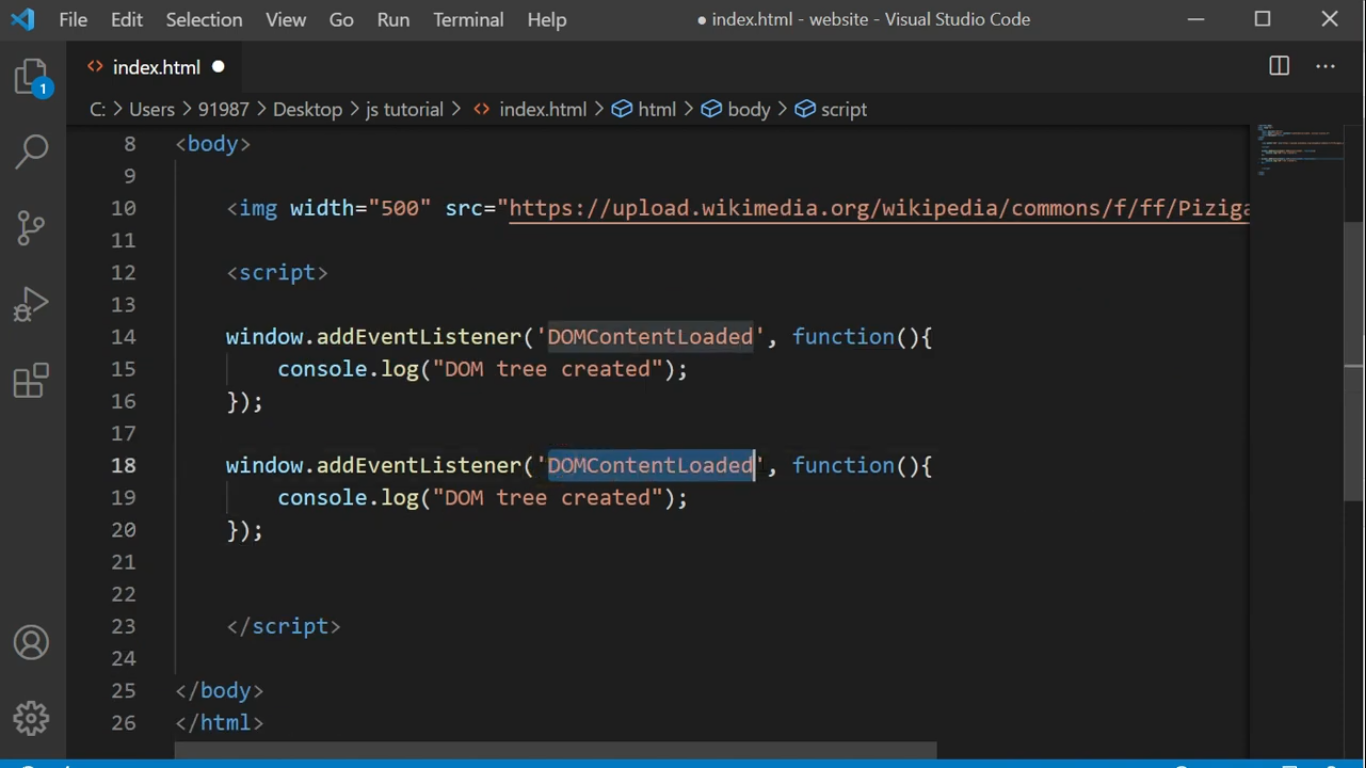 File Edit Selection View Go Run Terminal Help ● index.html - website - Visual Studio Code
1
<> index.html ●
C: > Users > 91987 > Desktop > js tutorial > <> index.html > html > body > script
8 <body>
9
10 <img width="500" src="https://upload.wikimedia.org/wikipedia/commons/f/ff/Piziga
11
12 <script>
13
14 window.addEventListener('DOMContentLoaded', function(){
15 console.log("DOM tree created");
16 });
17
18 window.addEventListener('DOMContentLoaded', function(){
19 console.log("DOM tree created");
20 });
21
22
23 </script>
24
25 </body>
26 </html>